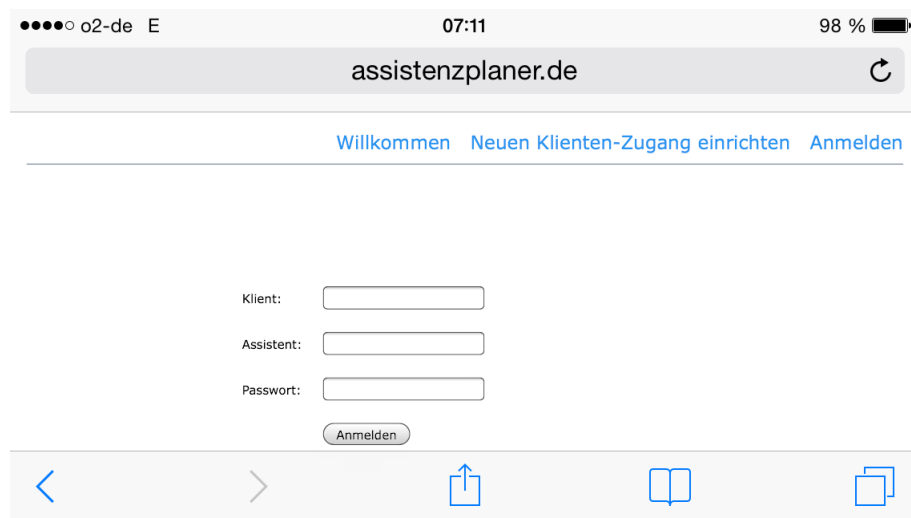 o2-de E 07:11 98 %
assistenzplaner.de
Willkommen Neuen Klienten-Zugang einrichten Anmelden
Klient:
Assistent:
Passwort:
Anmelden